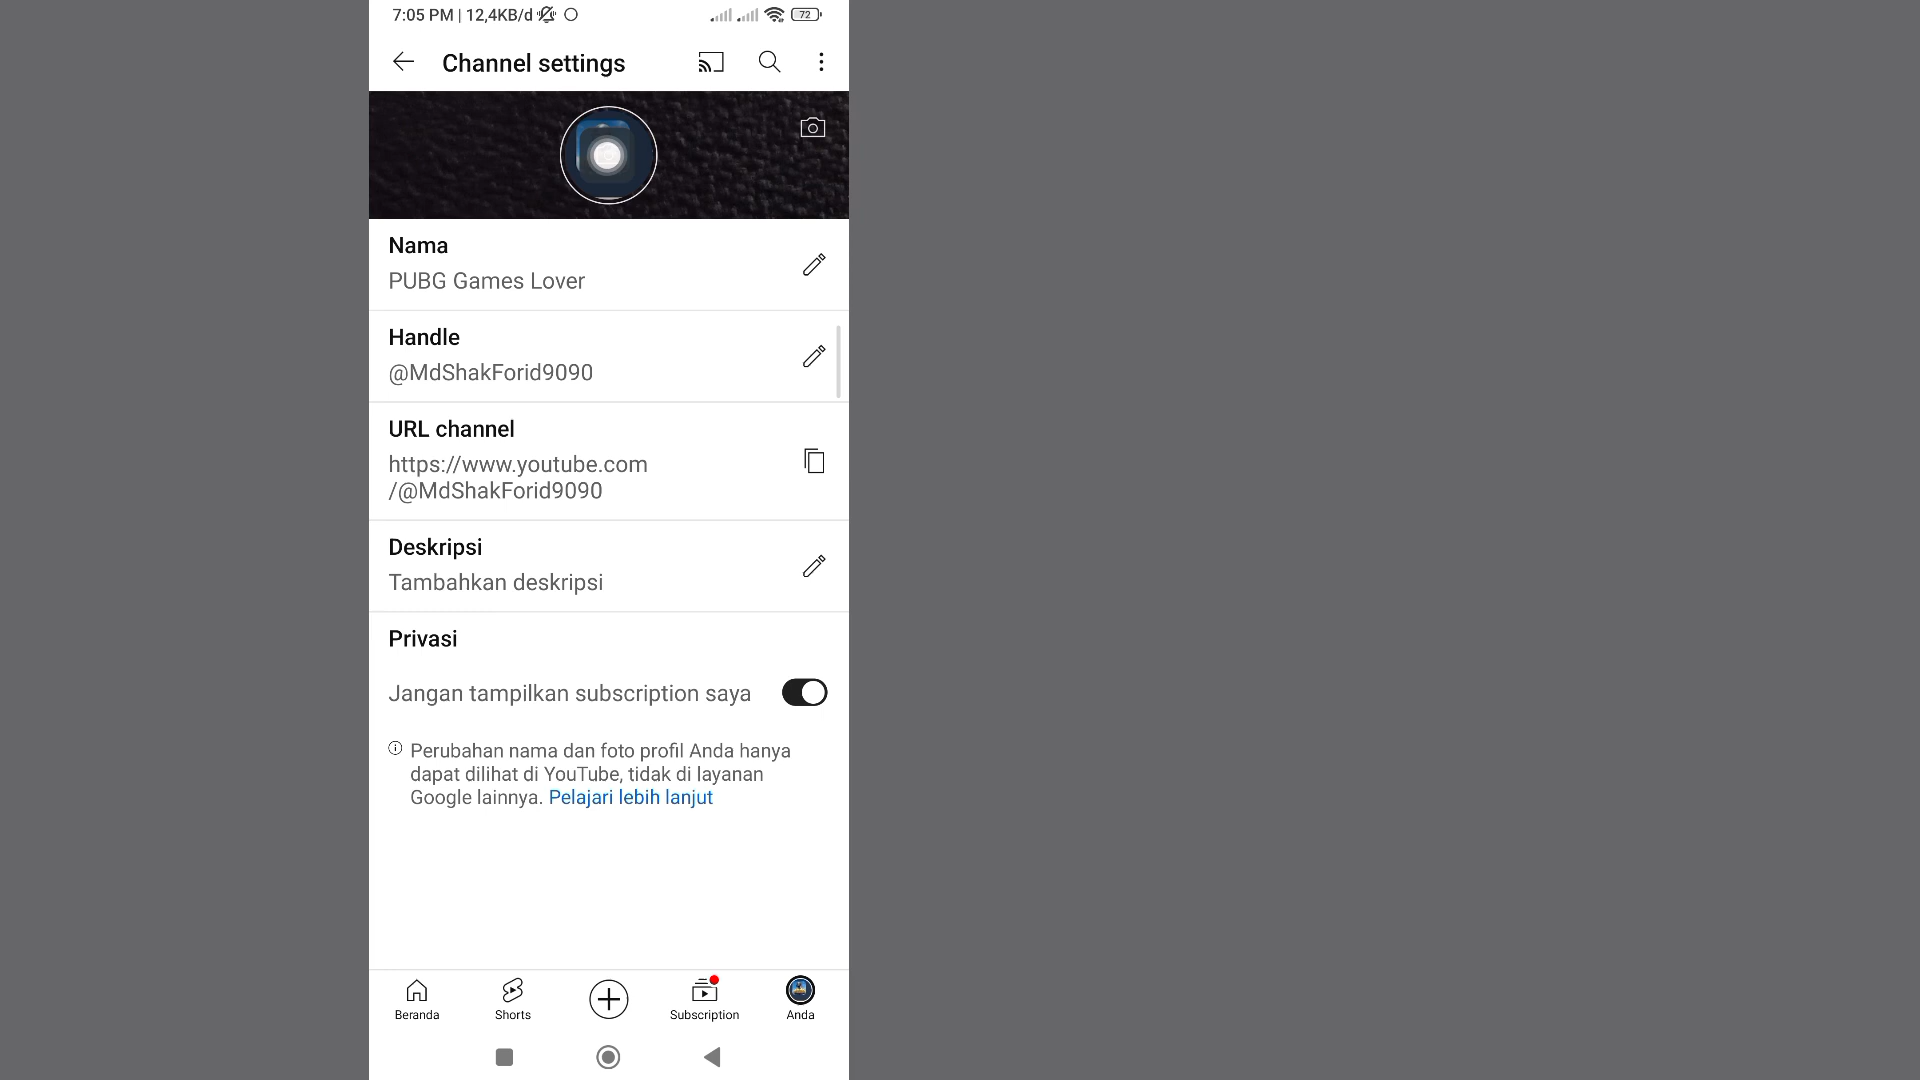 7:05 PM | 12,4KB/d
72
Channel settings
Nama
PUBG Games Lover
Handle
@MdShakForid9090
URL channel
https://www.youtube.com
/@MdShakForid9090
Deskripsi
Tambahkan deskripsi
Privasi
Jangan tampilkan subscription saya
Perubahan nama dan foto profil Anda hanya
dapat dilihat di YouTube, tidak di layanan
Google lainnya. Pelajari lebih lanjut
Beranda
Shorts
Subscription
Anda